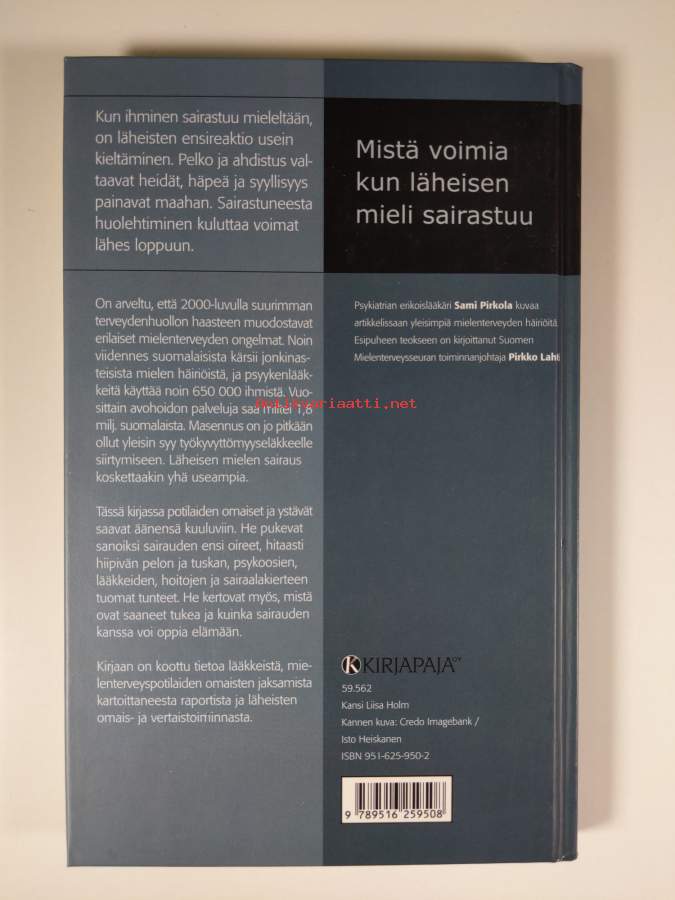 Kun ihminen sairastuu mieleltään,
on läheisten ensireaktio usein
kieltäminen. Pelko ja ahdistus val-
taavat heidät, häpeä ja syyllisyys
painavat maahan. Sairastuneesta
huolehtiminen kuluttaa voimat
lähes loppuun.
Mistä voimia
kun läheisen
mieli sairastuu
On arveltu, että 2000-luvulla suurimman
terveydenhuollon haasteen muodostavat
erilaiset mielenterveyden ongelmat. Noin
viidennes suomalaisista kärsii jonkinas-
teisista mielen häiriöistä, ja psyykenlääk-
keitä käyttää noin 650 000 ihmistä. Vuo-
sittain avohoidon palveluja saa miltei 1,6
milj. suomalaista. Masennus on jo pitkään
ollut yleisin syy työkyvyttömyyseläkkeelle
siirtymiseen. Läheisen mielen sairaus
koskettaakin yhä useampia.
Tässä kirjassa potilaiden omaiset ja ystävät
saavat äänensä kuuluviin. He pukevat
sanoiksi sairauden ensi oireet, hitaasti
hiipivän pelon ja tuskan, psykoosien,
lääkkeiden, hoitojen ja sairaalakierteen
tuomat tunteet. He kertovat myös, mistä
ovat saaneet tukea ja kuinka sairauden
kanssa voi oppia elämään.
Kirjaan on koottu tietoa lääkkeistä, mie-
lenterveyspotilaiden omaisten jaksamista
kartoittaneesta raportista ja läheisten
omais- ja vertaistoiminnasta.
Psykiatrian erikoislääkäri Sami Pirkola kuvaa
artikkelissaan yleisimpiä mielenterveyden häiriöitä.
Esipuheen teokseen on kirjoittanut Suomen
Mielenterveysseuran toiminnanjohtaja Pirkko Laht
Antikvariaatti.net
KIRJAPAJA OY
59.562
Kansi Liisa Holm
Kannen kuva: Credo Imagebank /
Isto Heiskanen
ISBN 951-625-950-2
9 789516 259508